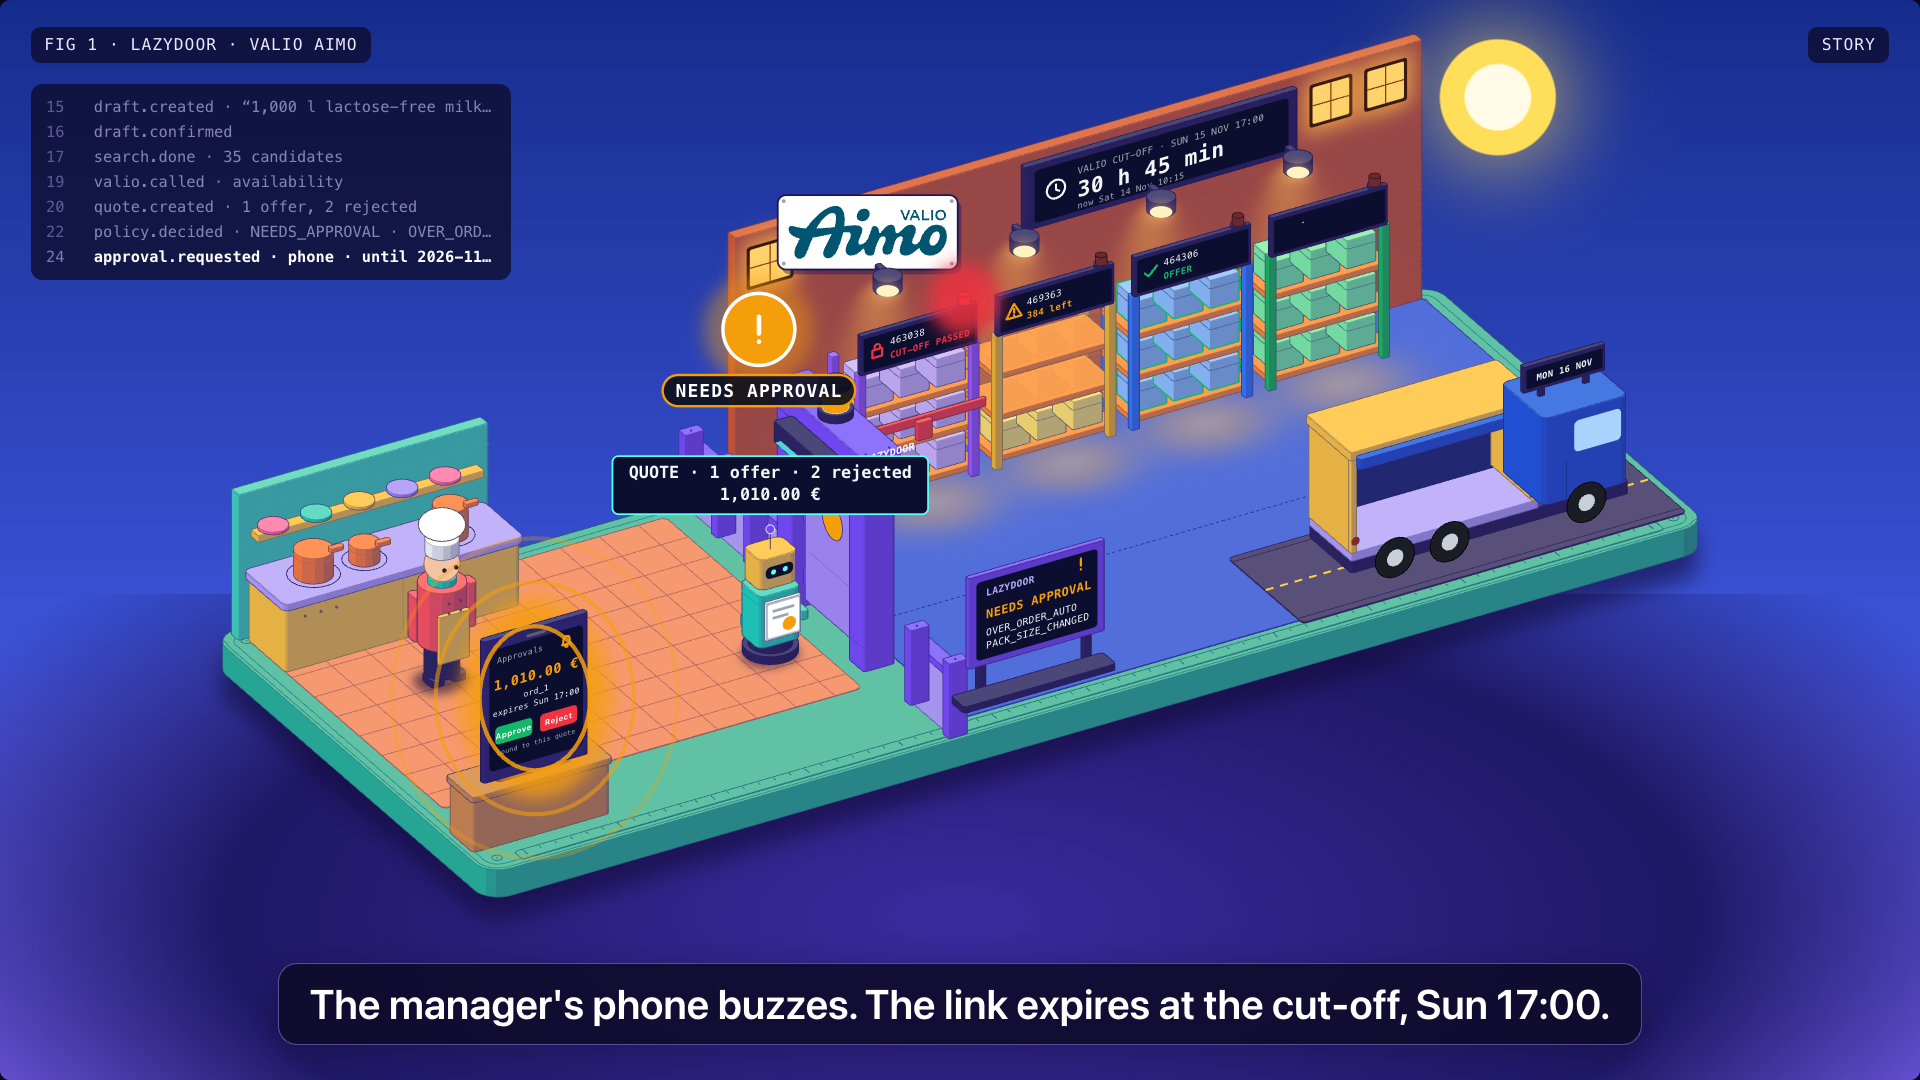 FIG 1 · LAZYDOOR · VALIO AIMO
STORY
15 draft.created · “1,000 l lactose-free milk…
16 draft.confirmed
17 search.done · 35 candidates
19 valio.called · availability
20 quote.created · 1 offer, 2 rejected
22 policy.decided · NEEDS_APPROVAL · OVER_ORD…
24 approval.requested · phone · until 2026-11…
VALIO CUT-OFF · SUN 15 NOV 17:00
30 h 45 min
now Sat 14 Nov 10:15
VALIO
Aimo
464306
OFFER
469363
384 left
463038
CUT-OFF PASSED
MON 16 NOV
NEEDS APPROVAL
LAZYDOOR
QUOTE · 1 offer · 2 rejected
1,010.00 €
LAZYDOOR
!
NEEDS APPROVAL
OVER_ORDER_AUTO
PACK_SIZE_CHANGED
Approvals
1,010.00 €
ord_1
expires Sun 17:00
Approve
Reject
to this quote
The manager's phone buzzes. The link expires at the cut-off, Sun 17:00.